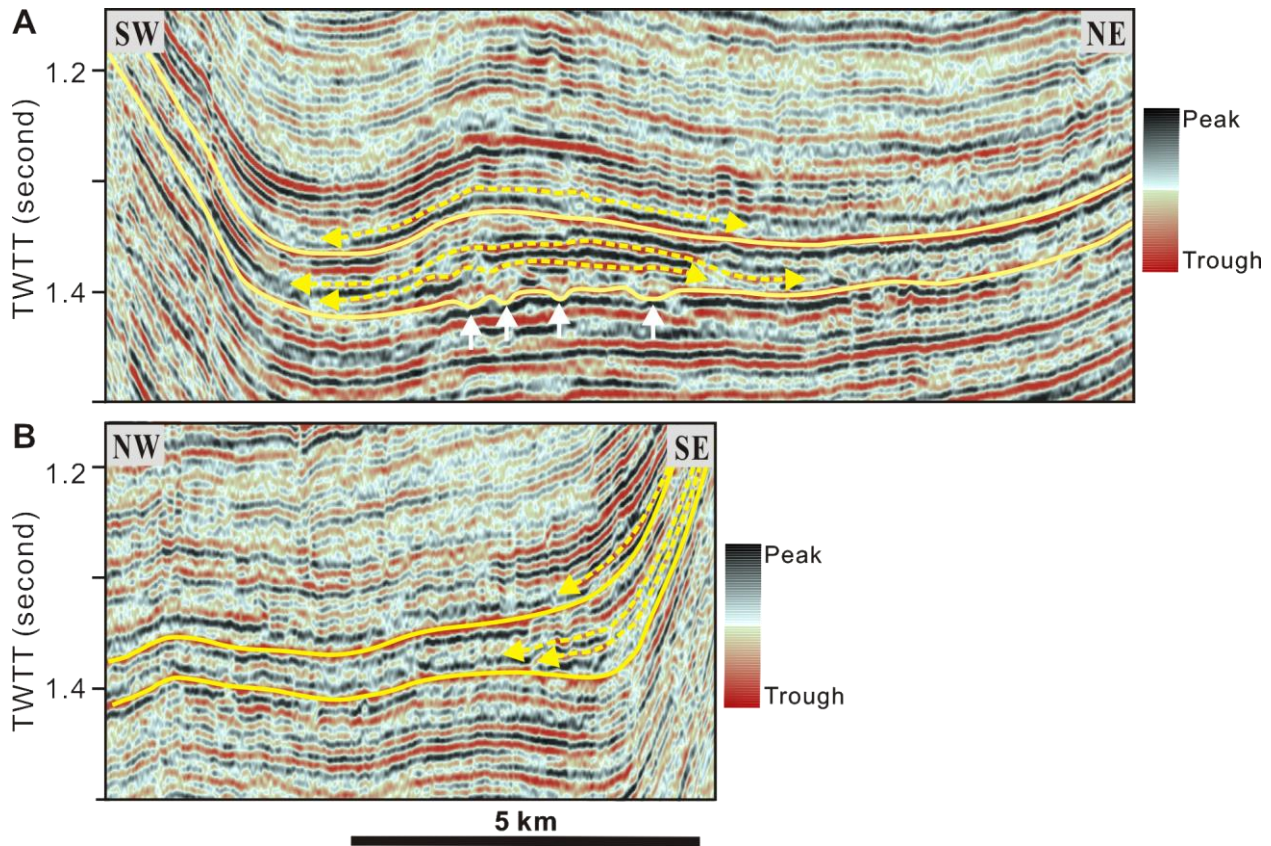 A
SW
NE
1.2
1.4
TWTT (second)
Peak
Trough
B
NW
SE
1.2
1.4
TWTT (second)
Peak
Trough
5 km